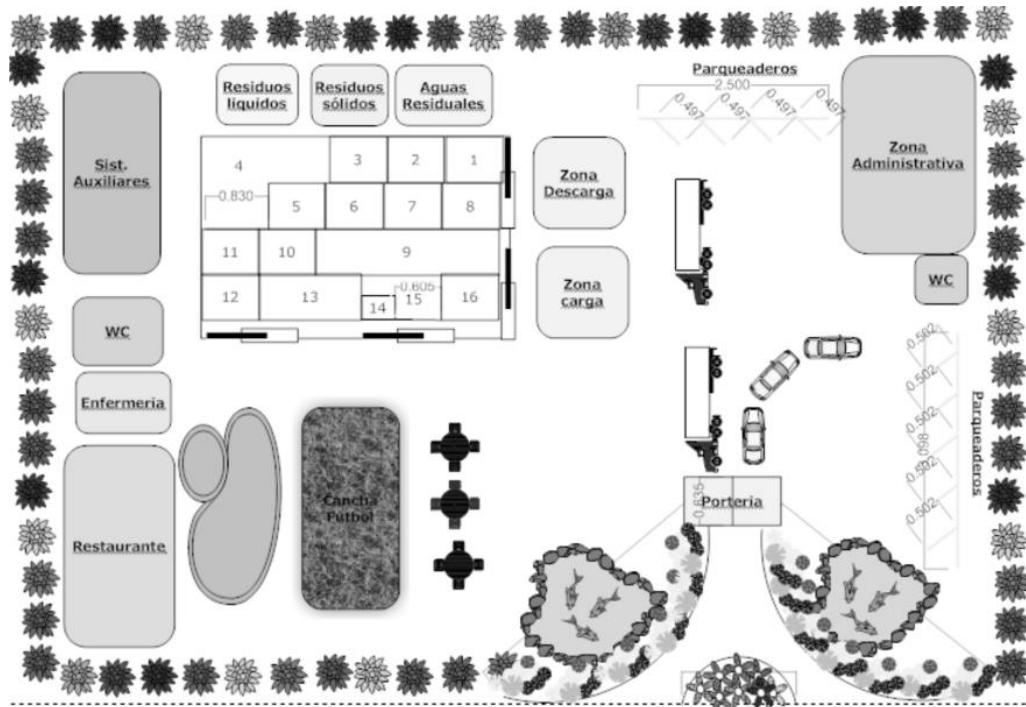 Residuos
líquidos
Residuos
sólidos
Aguas
Residuales
Parqueaderos
2.500
0.497
0.497
0.497
0.497
Zona
Administrativa
Sist.
Auxiliares
4
3
2
1
0.830
5
6
7
8
Zona
Descarga
11
10
9
Zona
carga
12
13
14
0.605
15
16
WC
WC
Enfermería
Restaurante
Cancha
Futbol
0.635
Portería
0.502
0.502
0.502
0.502
0.502
Parqueaderos